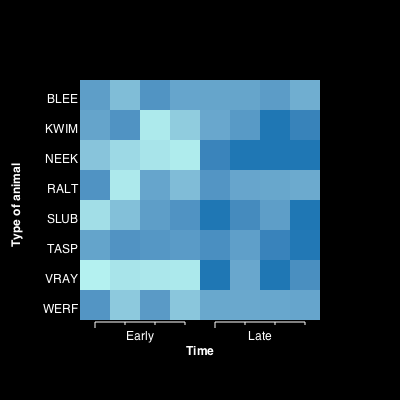 BLEE
KWIM
NEEK
RALT
SLUB
TASP
VRAY
WERF
Type of animal
Early Late
Time